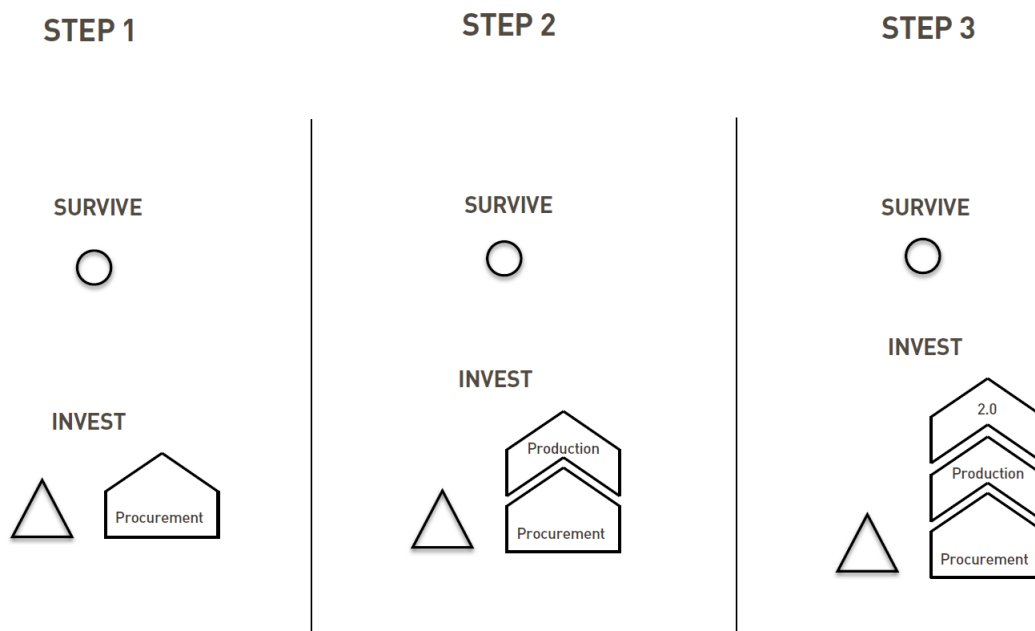 STEP 1
SURVIVE
INVEST
Procurement
STEP 2
SURVIVE
INVEST
Production
Procurement
STEP 3
SURVIVE
INVEST
2.0
Production
Procurement